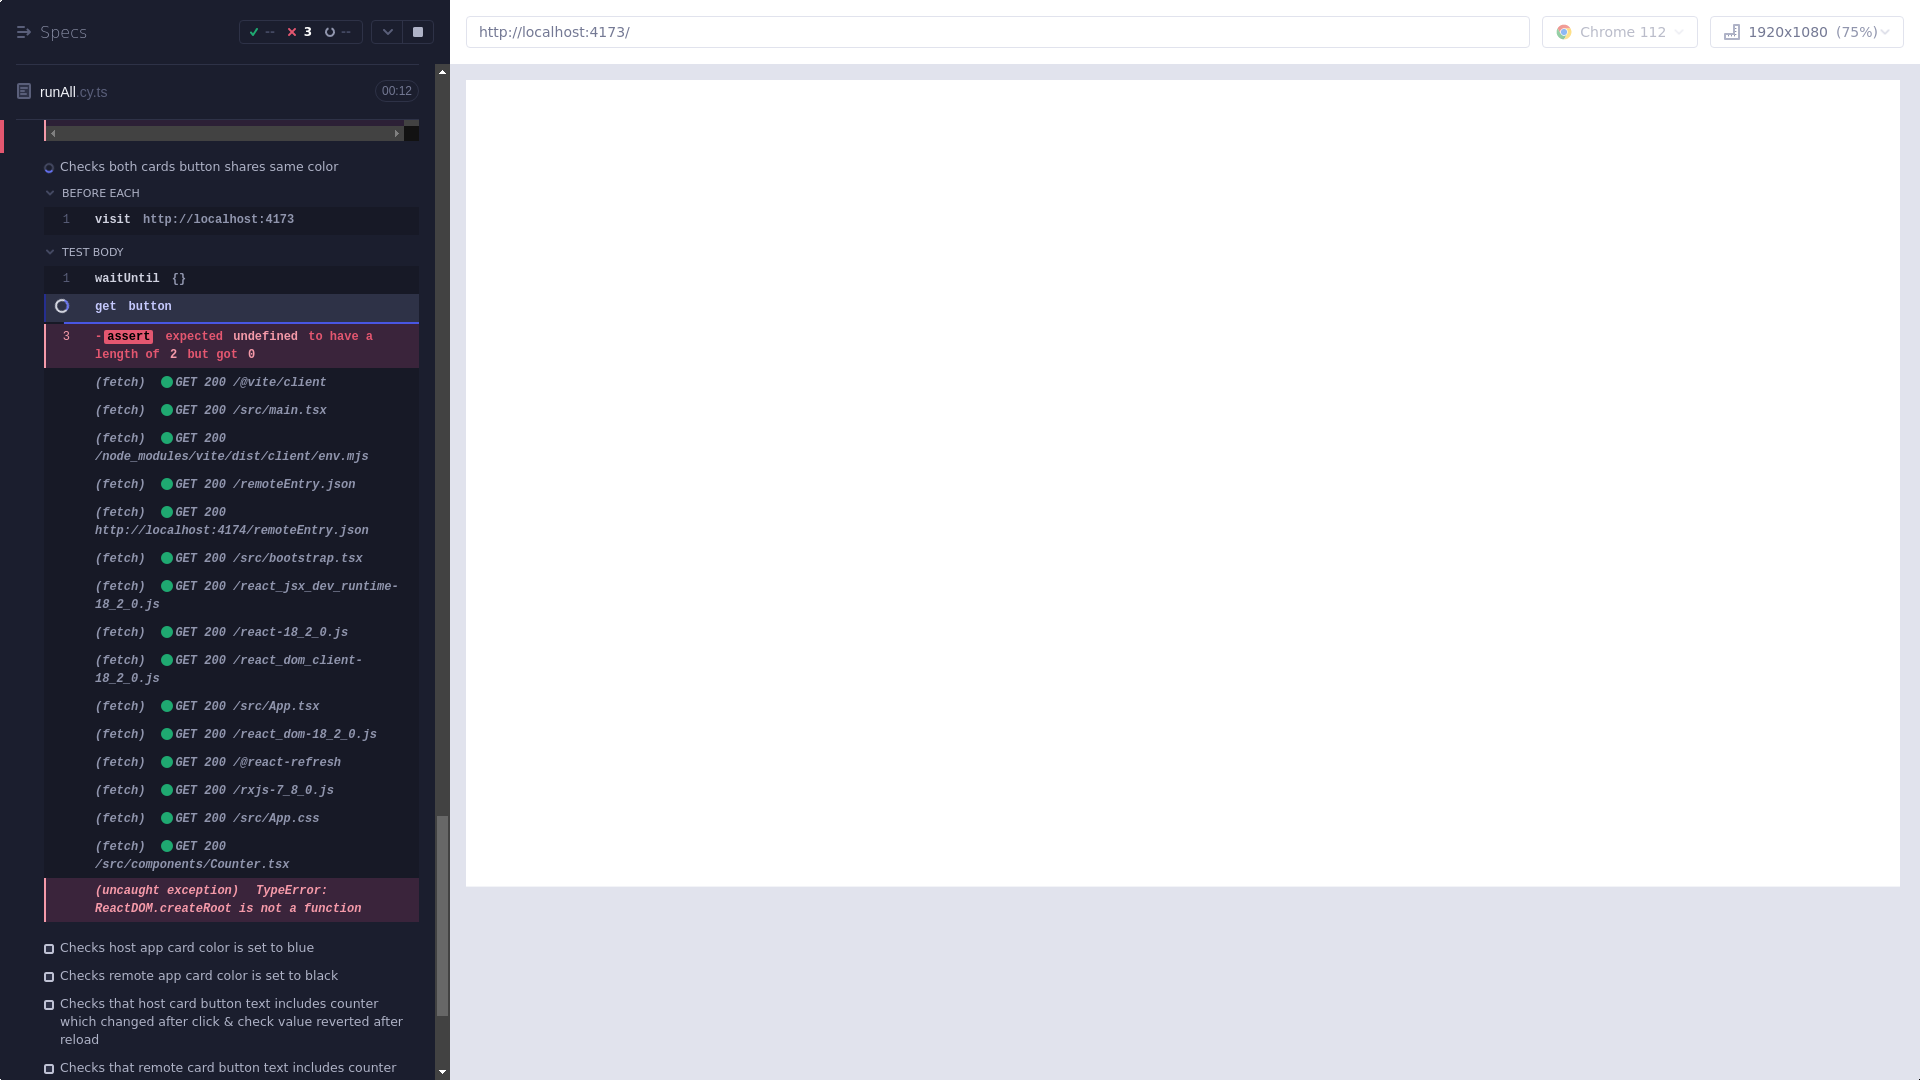 Specs
-- 3 --
http://localhost:4173/
Chrome 112
1920x1080 (75%)
runAll.cy.ts
00:12
Checks both cards button shares same color
BEFORE EACH
1 visit http://localhost:4173
TEST BODY
1 waitUntil {}
get button
3 -assert expected undefined to have a
length of 2 but got 0
(fetch) GET 200 /@vite/client
(fetch) GET 200 /src/main.tsx
(fetch) GET 200
/node_modules/vite/dist/client/env.mjs
(fetch) GET 200 /remoteEntry.json
(fetch) GET 200
http://localhost:4174/remoteEntry.json
(fetch) GET 200 /src/bootstrap.tsx
(fetch) GET 200 /react_jsx_dev_runtime-
18_2_0.js
(fetch) GET 200 /react-18_2_0.js
(fetch) GET 200 /react_dom_client-
18_2_0.js
(fetch) GET 200 /src/App.tsx
(fetch) GET 200 /react_dom-18_2_0.js
(fetch) GET 200 /@react-refresh
(fetch) GET 200 /rxjs-7_8_0.js
(fetch) GET 200 /src/App.css
(fetch) GET 200
/src/components/Counter.tsx
(uncaught exception) TypeError:
ReactDOM.createRoot is not a function
Checks host app card color is set to blue
Checks remote app card color is set to black
Checks that host card button text includes counter
which changed after click & check value reverted after
reload
Checks that remote card button text includes counter